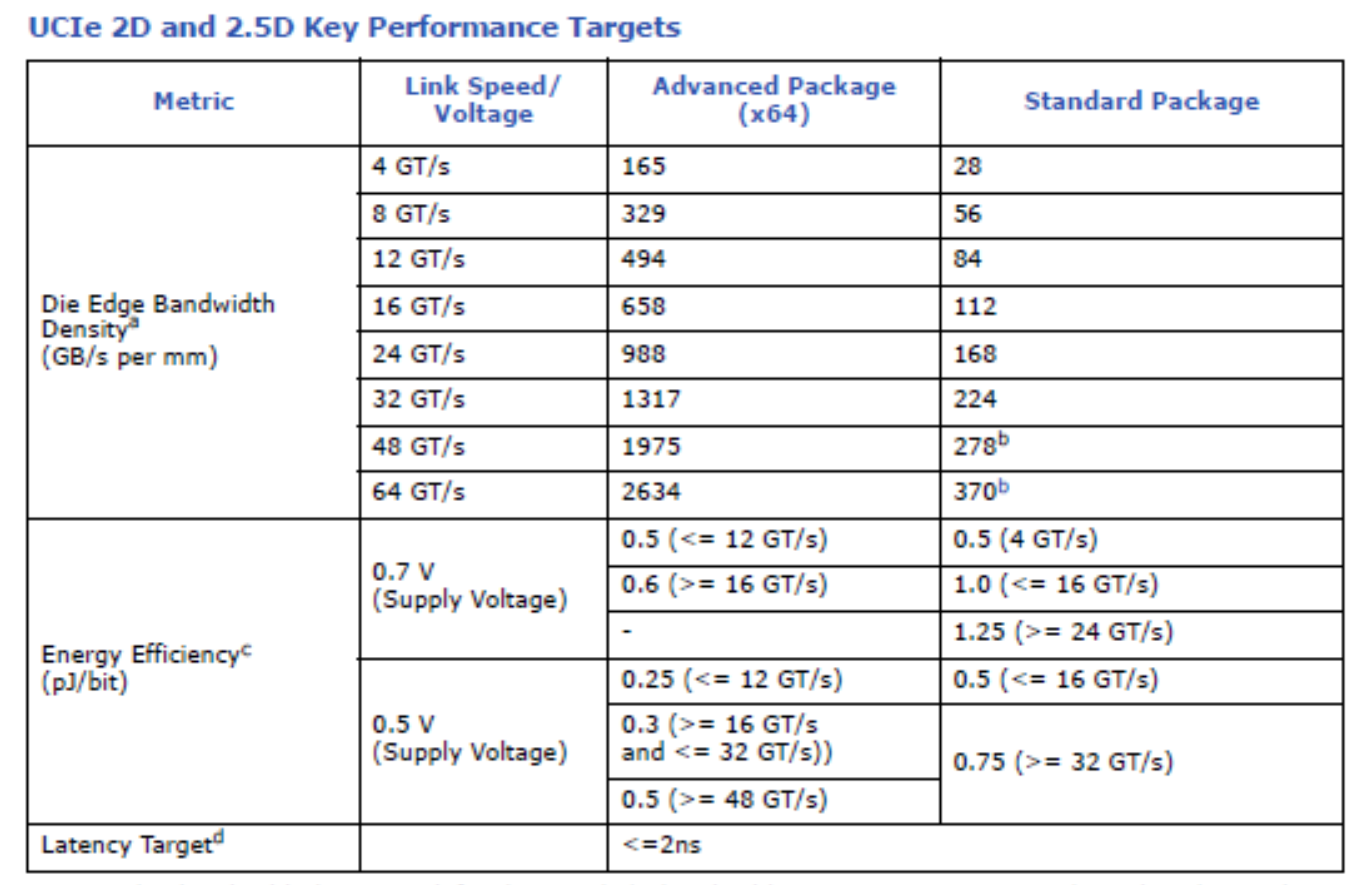 UCIe 2D and 2.5D Key Performance Targets
Metric
Link Speed/
Voltage
Advanced Package
(x64)
Standard Package
Die Edge Bandwidth
Densityᵃ
(GB/s per mm)
4 GT/s
165
28
8 GT/s
329
56
12 GT/s
494
84
16 GT/s
658
112
24 GT/s
988
168
32 GT/s
1317
224
48 GT/s
1975
278ᵇ
64 GT/s
2634
370ᵇ
Energy Efficiencyᶜ
(pJ/bit)
0.7 V
(Supply Voltage)
0.5 (<= 12 GT/s)
0.5 (4 GT/s)
0.6 (>= 16 GT/s)
1.0 (<= 16 GT/s)
-
1.25 (>= 24 GT/s)
0.5 V
(Supply Voltage)
0.25 (<= 12 GT/s)
0.5 (<= 16 GT/s)
0.3 (>= 16 GT/s
and <= 32 GT/s))
0.75 (>= 32 GT/s)
0.5 (>= 48 GT/s)
Latency Targetᵈ
<=2ns